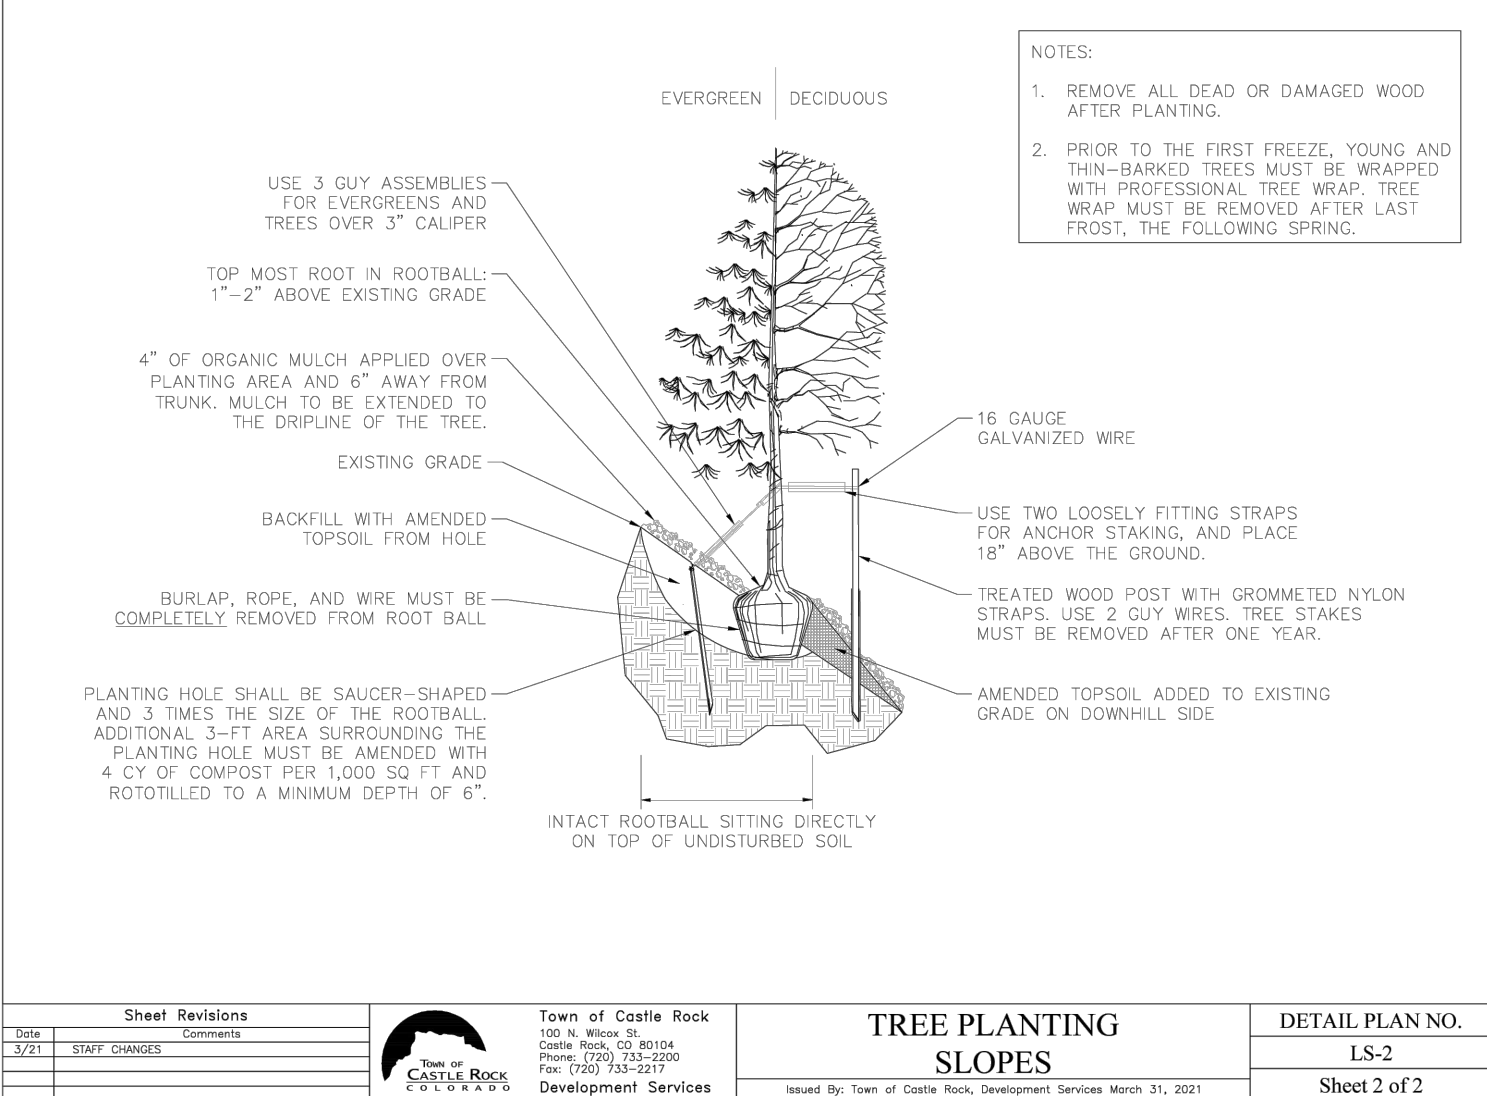 NOTES:
1. REMOVE ALL DEAD OR DAMAGED WOOD
AFTER PLANTING.
2. PRIOR TO THE FIRST FREEZE, YOUNG AND
THIN-BARKED TREES MUST BE WRAPPED
WITH PROFESSIONAL TREE WRAP. TREE
WRAP MUST BE REMOVED AFTER LAST
FROST, THE FOLLOWING SPRING.
EVERGREEN
DECIDUOUS
USE 3 GUY ASSEMBLIES
FOR EVERGREENS AND
TREES OVER 3" CALIPER
TOP MOST ROOT IN ROOTBALL:
1"-2" ABOVE EXISTING GRADE
4" OF ORGANIC MULCH APPLIED OVER
PLANTING AREA AND 6" AWAY FROM
TRUNK. MULCH TO BE EXTENDED TO
THE DRIPLINE OF THE TREE.
EXISTING GRADE
BACKFILL WITH AMENDED
TOPSOIL FROM HOLE
BURLAP, ROPE, AND WIRE MUST BE
COMPLETELY REMOVED FROM ROOT BALL
PLANTING HOLE SHALL BE SAUCER-SHAPED
AND 3 TIMES THE SIZE OF THE ROOTBALL.
ADDITIONAL 3-FT AREA SURROUNDING THE
PLANTING HOLE MUST BE AMENDED WITH
4 CY OF COMPOST PER 1,000 SQ FT AND
ROTOTILLED TO A MINIMUM DEPTH OF 6".
16 GAUGE
GALVANIZED WIRE
USE TWO LOOSELY FITTING STRAPS
FOR ANCHOR STAKING, AND PLACE
18" ABOVE THE GROUND.
TREATED WOOD POST WITH GROMMETED NYLON
STRAPS. USE 2 GUY WIRES. TREE STAKES
MUST BE REMOVED AFTER ONE YEAR.
AMENDED TOPSOIL ADDED TO EXISTING
GRADE ON DOWNHILL SIDE
INTACT ROOTBALL SITTING DIRECTLY
ON TOP OF UNDISTURBED SOIL
Sheet Revisions
Date Comments
3/21 STAFF CHANGES
TOWN OF
CASTLE ROCK
COLORADO
Town of Castle Rock
100 N. Wilcox St.
Castle Rock, CO 80104
Phone: (720) 733-2200
Fax: (720) 733-2217
Development Services
TREE PLANTING
SLOPES
Issued By: Town of Castle Rock, Development Services March 31, 2021
DETAIL PLAN NO.
LS-2
Sheet 2 of 2